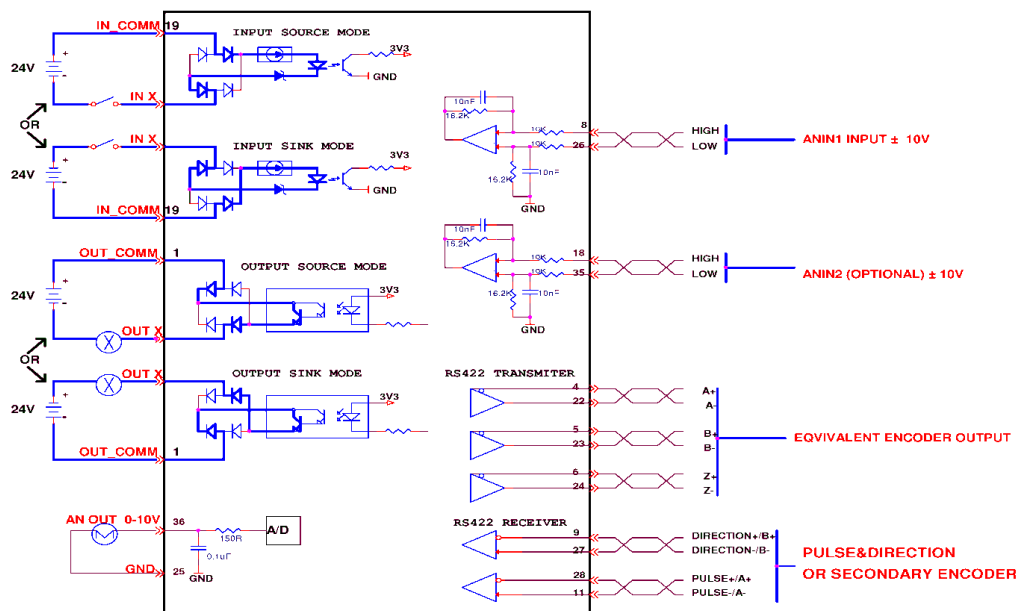 IN_COMM 19
INPUT SOURCE MODE
3V3
24V
+
-
GND
IN X
OR
IN X
INPUT SINK MODE
3V3
24V
+
-
GND
IN_COMM 19
OUT_COMM 1
OUTPUT SOURCE MODE
3V3
24V
+
-
OUT X
OR
OUT X
OUTPUT SINK MODE
3V3
24V
+
-
OUT_COMM 1
AN OUT 0-10V 36
150R
A/D
0.1uF
GND
GND 25
10nF
16.2K
10K
8
HIGH
10K
26
LOW
ANIN1 INPUT ± 10V
16.2K
10nF
GND
10nF
16.2K
10K
18
HIGH
10K
35
LOW
ANIN2 (OPTIONAL) ± 10V
16.2K
10nF
GND
RS422 TRANSMITER
4
A+
22
A-
5
B+
23
B-
EQVIVALENT ENCODER OUTPUT
6
Z+
24
Z-
RS422 RECEIVER
9
DIRECTION+/B+
27
DIRECTION-/B-
28
PULSE+/A+
11
PULSE-/A-
PULSE&DIRECTION
OR SECONDARY ENCODER